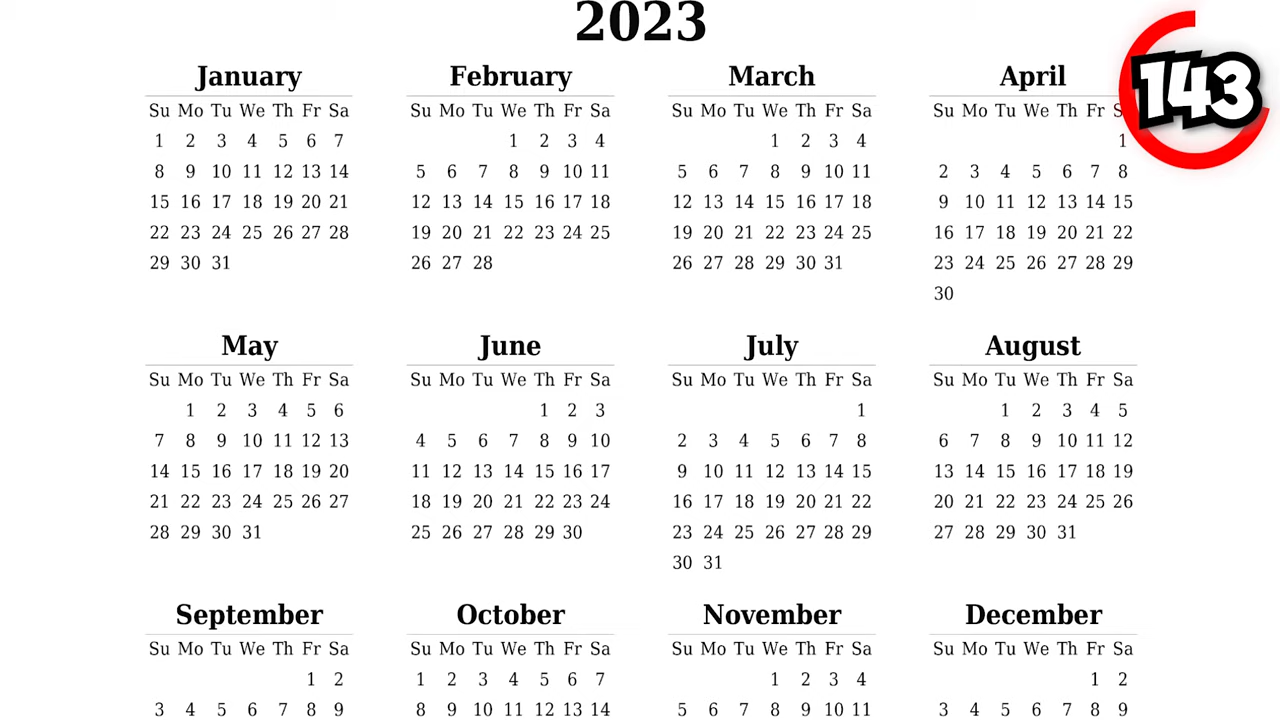 2023
January February March April
143
Su Mo Tu We Th Fr Sa Su Mo Tu We Th Fr Sa Su Mo Tu We Th Fr Sa Su Mo Tu We Th Fr S
1 2 3 4 5 6 7 1 2 3 4 1 2 3 4 1
8 9 10 11 12 13 14 5 6 7 8 9 10 11 5 6 7 8 9 10 11 2 3 4 5 6 7 8
15 16 17 18 19 20 21 12 13 14 15 16 17 18 12 13 14 15 16 17 18 9 10 11 12 13 14 15
22 23 24 25 26 27 28 19 20 21 22 23 24 25 19 20 21 22 23 24 25 16 17 18 19 20 21 22
29 30 31 26 27 28 26 27 28 29 30 31 23 24 25 26 27 28 29
30
May June July August
Su Mo Tu We Th Fr Sa Su Mo Tu We Th Fr Sa Su Mo Tu We Th Fr Sa Su Mo Tu We Th Fr Sa
1 2 3 4 5 6 1 2 3 1 1 2 3 4 5
7 8 9 10 11 12 13 4 5 6 7 8 9 10 2 3 4 5 6 7 8 6 7 8 9 10 11 12
14 15 16 17 18 19 20 11 12 13 14 15 16 17 9 10 11 12 13 14 15 13 14 15 16 17 18 19
21 22 23 24 25 26 27 18 19 20 21 22 23 24 16 17 18 19 20 21 22 20 21 22 23 24 25 26
28 29 30 31 25 26 27 28 29 30 23 24 25 26 27 28 29 27 28 29 30 31
30 31
September October November December
Su Mo Tu We Th Fr Sa Su Mo Tu We Th Fr Sa Su Mo Tu We Th Fr Sa Su Mo Tu We Th Fr Sa
1 2 1 2 3 4 5 6 7 1 2 3 4 1 2
3 4 5 6 7 8 9 8 9 10 11 12 13 14 5 6 7 8 9 10 11 3 4 5 6 7 8 9